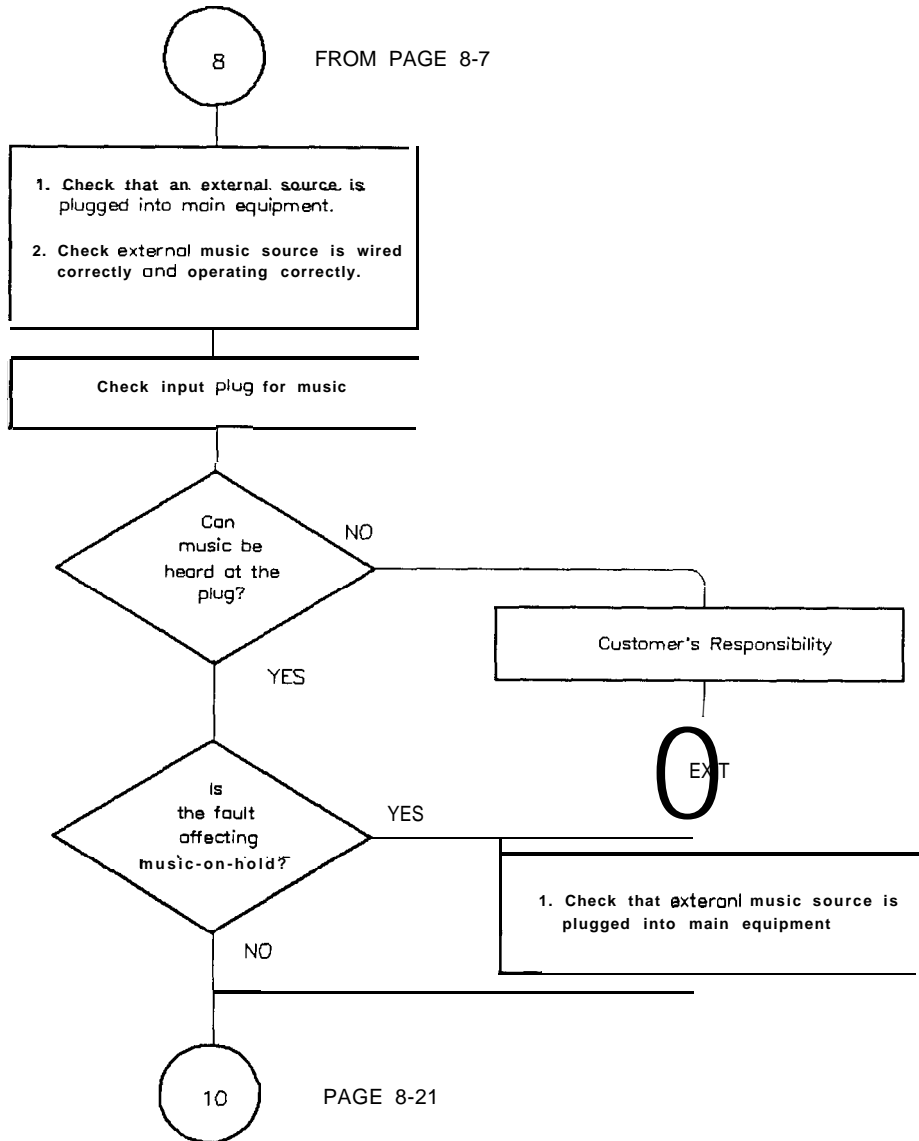 8
FROM PAGE 8-7
1. Check that an external source is
plugged into main equipment.
2. Check external music source is wired
correctly and operating correctly.
Check input plug for music
Can
music be
heard at the
plug?
NO
YES
Customer's Responsibility
EXIT
Is
the fault
affecting
music-on-hold?
YES
1. Check that exteranl music source is
plugged into main equipment
NO
10
PAGE 8-21